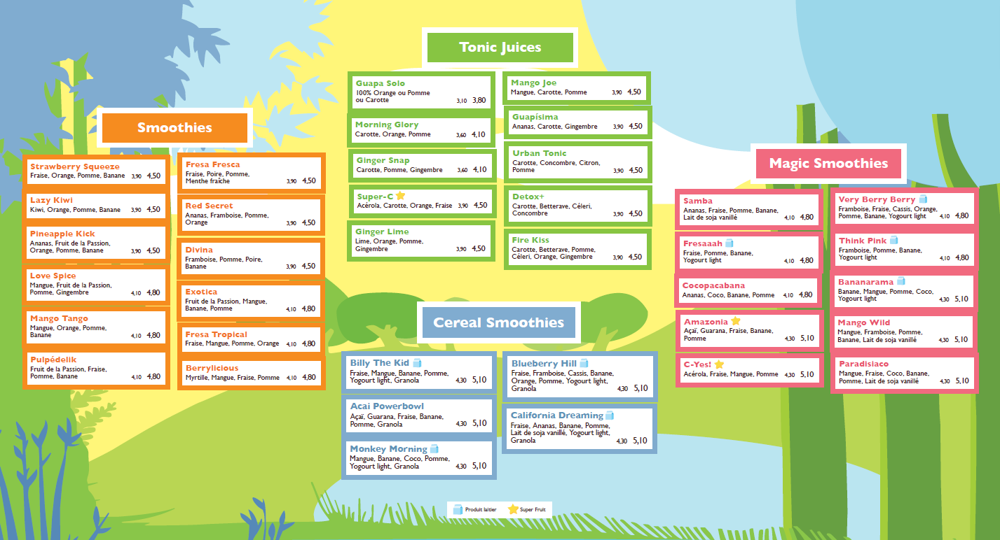 Tonic Juices
Guapa Solo
100% Orange ou Pomme
ou Carotte 3,10 3,80
Morning Glory
Carotte, Orange, Pomme 3,60 4,10
Ginger Snap
Carotte, Pomme, Gingembre 3,60 4,10
Super-C
Acérola, Carotte, Orange, Fraise 3,90 4,50
Ginger Lime
Lime, Orange, Pomme,
Gingembre 3,90 4,50
Mango Joe
Mangue, Carotte, Pomme 3,90 4,50
Guapísima
Ananas, Carotte, Gingembre 3,90 4,50
Urban Tonic
Carotte, Concombre, Citron,
Pomme 3,90 4,50
Detox+
Carotte, Betterave, Céleri,
Concombre 3,90 4,50
Fire Kiss
Carotte, Betterave, Pomme,
Céleri, Orange, Gingembre 3,90 4,50
Smoothies
Strawberry Squeeze
Fraise, Orange, Pomme, Banane 3,90 4,50
Lazy Kiwi
Kiwi, Orange, Pomme, Banane 3,90 4,50
Pineapple Kick
Ananas, Fruit de la Passion,
Orange, Pomme, Banane 3,90 4,50
Love Spice
Mangue, Fruit de la Passion,
Pomme, Gingembre 4,10 4,80
Mango Tango
Mangue, Orange, Pomme,
Banane 4,10 4,80
Pulpédelik
Fruit de la Passion, Fraise,
Pomme, Banane 4,10 4,80
Fresa Fresca
Fraise, Poire, Pomme,
Menthe fraîche 3,90 4,50
Red Secret
Ananas, Framboise, Pomme,
Orange 3,90 4,50
Divina
Framboise, Pomme, Poire,
Banane 3,90 4,50
Exotica
Fruit de la Passion, Mangue,
Banane, Pomme 4,10 4,80
Fresa Tropical
Fraise, Mangue, Pomme, Orange 4,10 4,80
Berrylicious
Myrtille, Mangue, Fraise, Pomme 4,10 4,80
Magic Smoothies
Samba
Ananas, Fraise, Pomme, Banane,
Lait de soja vanillé 4,10 4,80
Fresaaah
Fraise, Pomme, Banane,
Yogourt light 4,10 4,80
Cocopacabana
Ananas, Coco, Banane, Pomme 4,10 4,80
Amazonia
Açaï, Guarana, Fraise, Banane,
Pomme 4,30 5,10
C-Yes!
Acérola, Fraise, Mangue, Pomme 4,30 5,10
Very Berry Berry
Framboise, Fraise, Cassis, Orange,
Pomme, Banane, Yogourt light 4,10 4,80
Think Pink
Framboise, Pomme, Banane,
Yogourt light 4,10 4,80
Bananarama
Banane, Mangue, Pomme, Coco,
Yogourt light 4,30 5,10
Mango Wild
Mangue, Framboise, Pomme,
Banane, Lait de soja vanillé 4,30 5,10
Paradisiaco
Mangue, Fraise, Coco, Banane,
Pomme, Lait de soja vanillé 4,30 5,10
Cereal Smoothies
Billy The Kid
Fraise, Mangue, Banane, Pomme,
Yogourt light, Granola 4,30 5,10
Acai Powerbowl
Açaï, Guarana, Fraise, Banane,
Pomme, Granola 4,30 5,10
Monkey Morning
Mangue, Banane, Coco, Pomme,
Yogourt light, Granola 4,30 5,10
Blueberry Hill
Fraise, Framboise, Cassis, Banane,
Orange, Pomme, Yogourt light,
Granola 4,30 5,10
California Dreaming
Fraise, Ananas, Banane, Pomme,
Lait de soja vanillé, Yogourt light,
Granola 4,30 5,10
Produit laitier Super Fruit